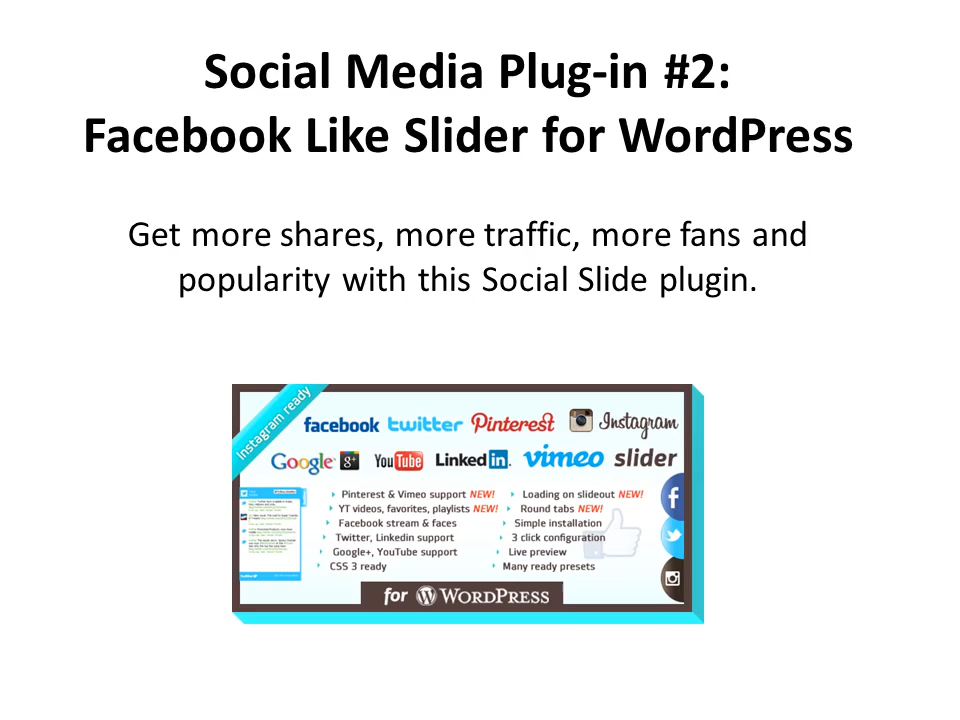 Social Media Plug-in #2:
Facebook Like Slider for WordPress
Get more shares, more traffic, more fans and
popularity with this Social Slide plugin.
Instagram ready
facebook twitter Pinterest Instagram
Google+ YouTube Linked in. vimeo slider
Pinterest & Vimeo support NEW!
YT videos, favorites, playlists NEW!
Facebook stream & faces
Twitter, Linkedin support
Google+, YouTube support
CSS 3 ready
Loading on slideout NEW!
Round tabs NEW!
Simple installation
3 click configuration
Live preview
Many ready presets
for WORDPRESS